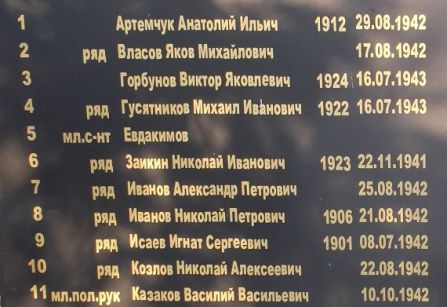 1 Артемчук Анатолий Ильич 1912 29.08.1942
2 ряд Власов Яков Михайлович 17.08.1942
3 Горбунов Виктор Яковлевич 1924 16.07.1943
4 ряд Гусятников Михаил Иванович 1922 16.07.1943
5 мл.с-нт Евдакимов
6 ряд Заикин Николай Иванович 1923 22.11.1941
7 ряд Иванов Александр Петрович 25.08.1942
8 ряд Иванов Николай Петрович 1906 21.08.1942
9 ряд Исаев Игнат Сергеевич 1901 08.07.1942
10 ряд Козлов Николай Алексеевич 22.08.1942
11 мл.пол.рук Казаков Василий Васильевич 10.10.1942